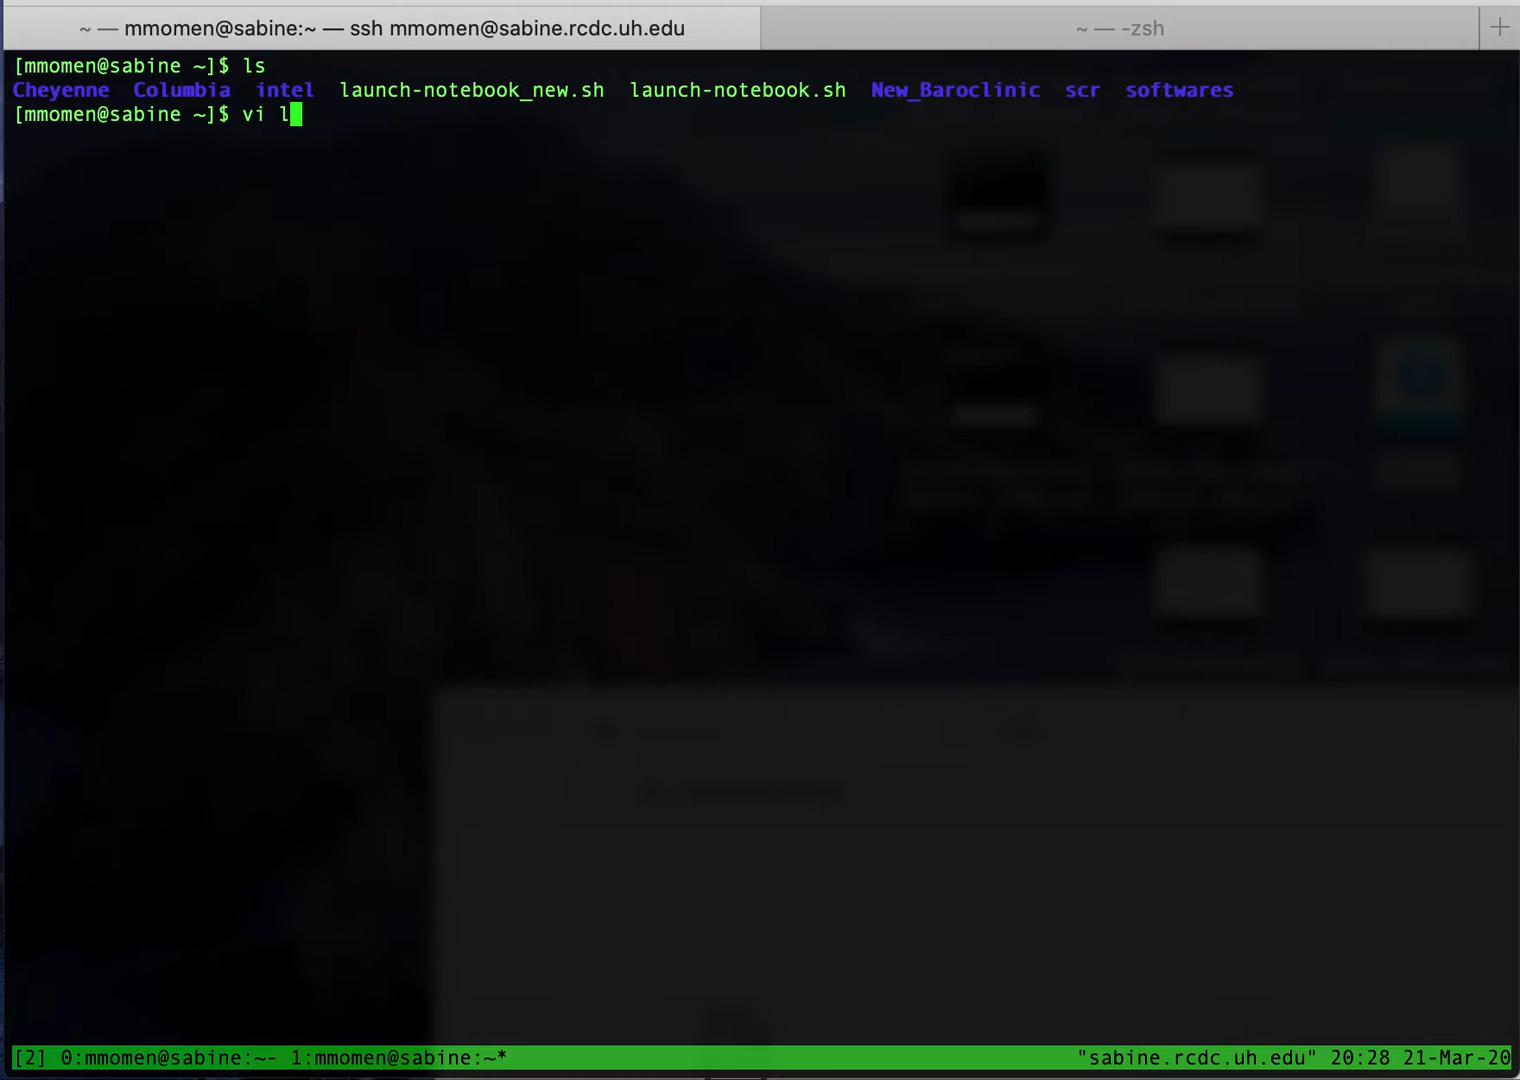 ~ — mmomen@sabine:~ — ssh mmomen@sabine.rcdc.uh.edu ~ — -zsh +
[mmomen@sabine ~]$ ls
Cheyenne Columbia intel launch-notebook_new.sh launch-notebook.sh New_Baroclinic scr softwares
[mmomen@sabine ~]$ vi l
[2] 0:mmomen@sabine:~- 1:mmomen@sabine:~* "sabine.rcdc.uh.edu" 20:28 21-Mar-20